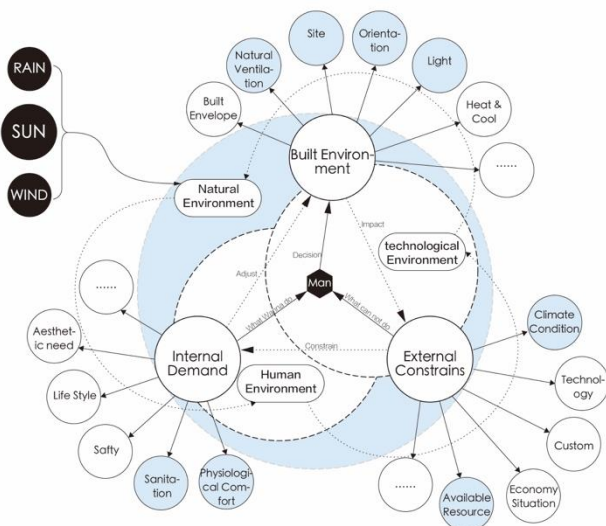 RAIN
SUN
WIND
Natural
Ventilation
Site
Orienta-
tion
Light
Built
Envelope
Heat &
Cool
......
Built Environ-
ment
Natural
Environment
technological
Environment
Impact
Decision
Adjust
Man
What Wanna do
What can not do
Constrain
Internal
Demand
Human
Environment
External
Constrains
......
Aesthet-
ic need
Life Style
Safty
Sanita-
tion
Physiologi
cal Com-
fort
Climate
Condition
Technol-
ogy
Custom
Economy
Situation
Available
Resource
......